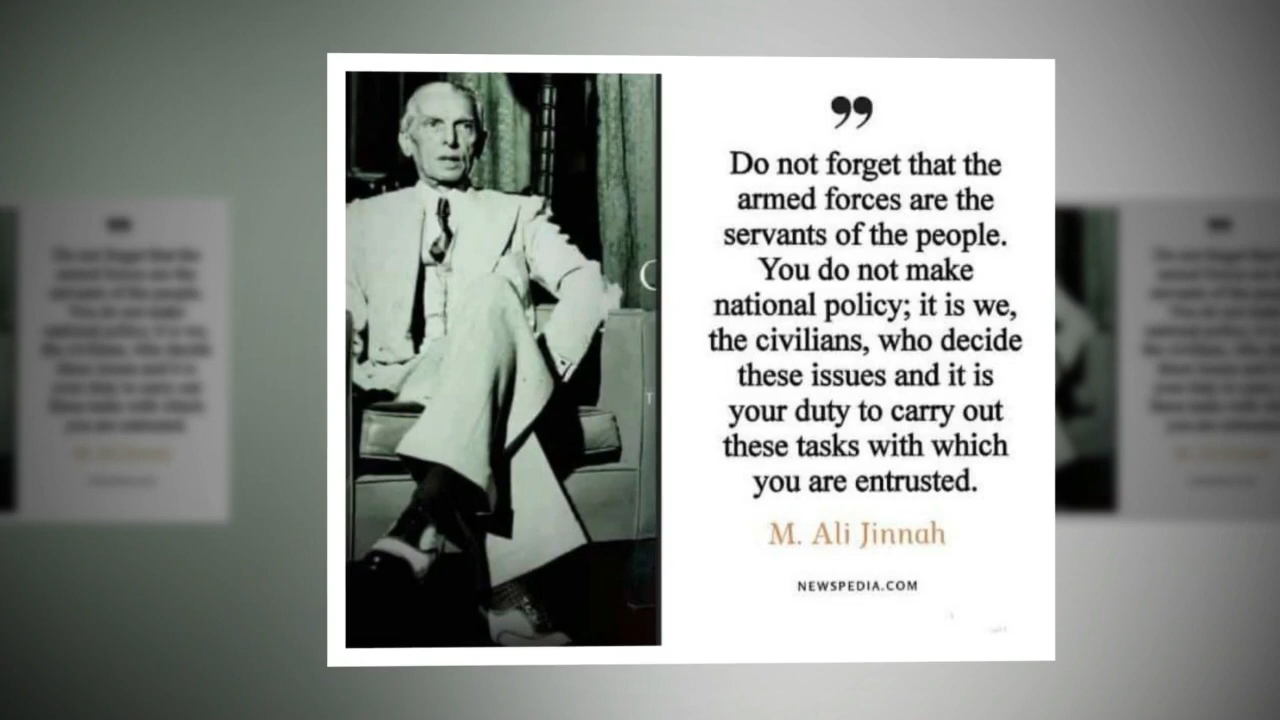 ”
Do not forget that the
armed forces are the
servants of the people.
You do not make
national policy; it is we,
the civilians, who decide
these issues and it is
your duty to carry out
these tasks with which
you are entrusted.
M. Ali Jinnah
NEWSPEDIA.COM